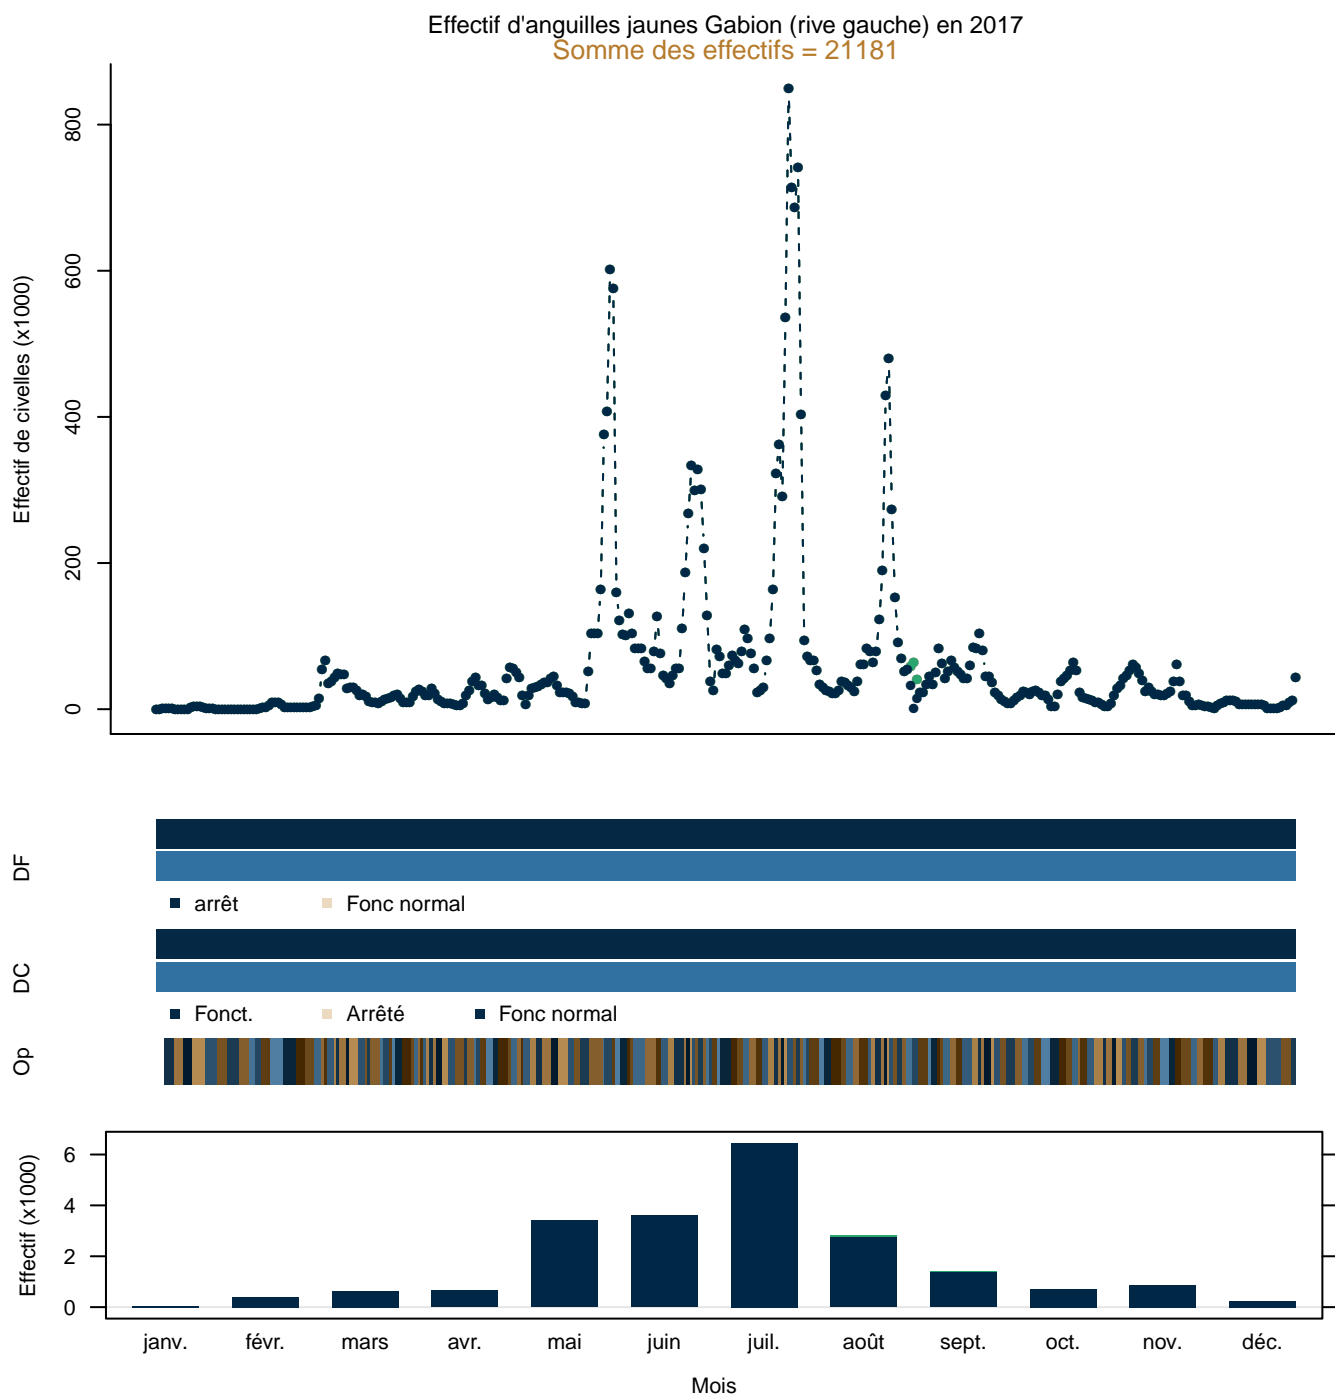 Effectif d'anguilles jaunes Gabion (rive gauche) en 2017
Somme des effectifs = 21181
Effectif de civelles (x1000)
800
600
400
200
0
DF
arrêt Fonc normal
DC
Fonct. Arrêté Fonc normal
Op
Effectif (x1000)
6
4
2
0
janv. févr. mars avr. mai juin juil. août sept. oct. nov. déc.
Mois